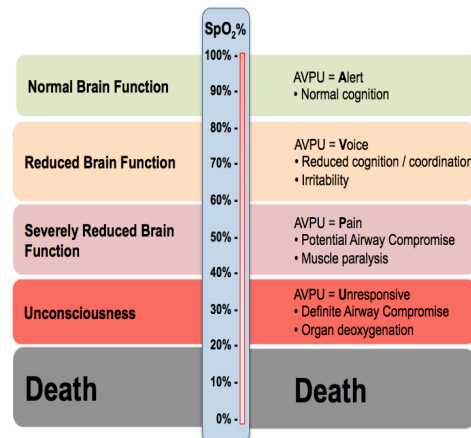 SpO₂%
100% -
90% -
80% -
70% -
60% -
50% -
40% -
30% -
20% -
10% -
0% -
Normal Brain Function
AVPU = Alert
• Normal cognition
Reduced Brain Function
AVPU = Voice
• Reduced cognition / coordination
• Irritability
Severely Reduced Brain
Function
AVPU = Pain
• Potential Airway Compromise
• Muscle paralysis
Unconsciousness
AVPU = Unresponsive
• Definite Airway Compromise
• Organ deoxygenation
Death
Death